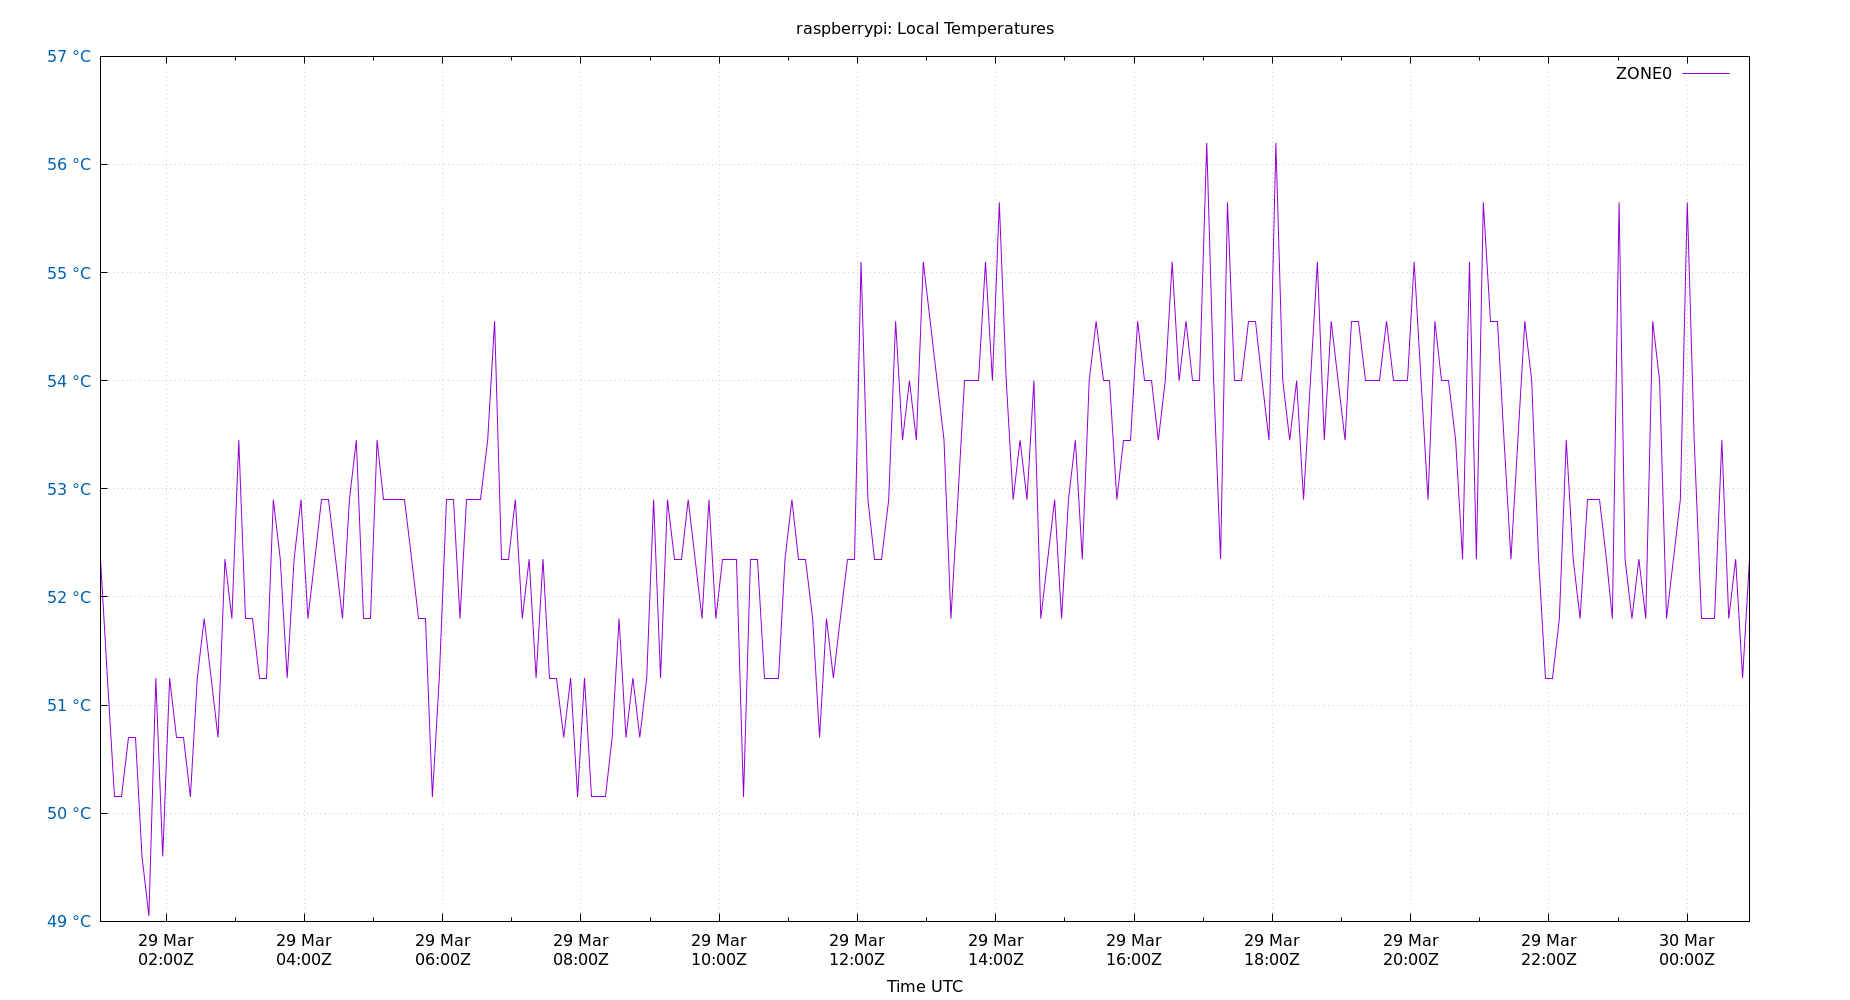 raspberrypi: Local Temperatures
57 °C
ZONE0
56 °C
55 °C
54 °C
53 °C
52 °C
51 °C
50 °C
49 °C
29 Mar 29 Mar 29 Mar 29 Mar 29 Mar 29 Mar 29 Mar 29 Mar 29 Mar 29 Mar 29 Mar 30 Mar
02:00Z 04:00Z 06:00Z 08:00Z 10:00Z 12:00Z 14:00Z 16:00Z 18:00Z 20:00Z 22:00Z 00:00Z
Time UTC